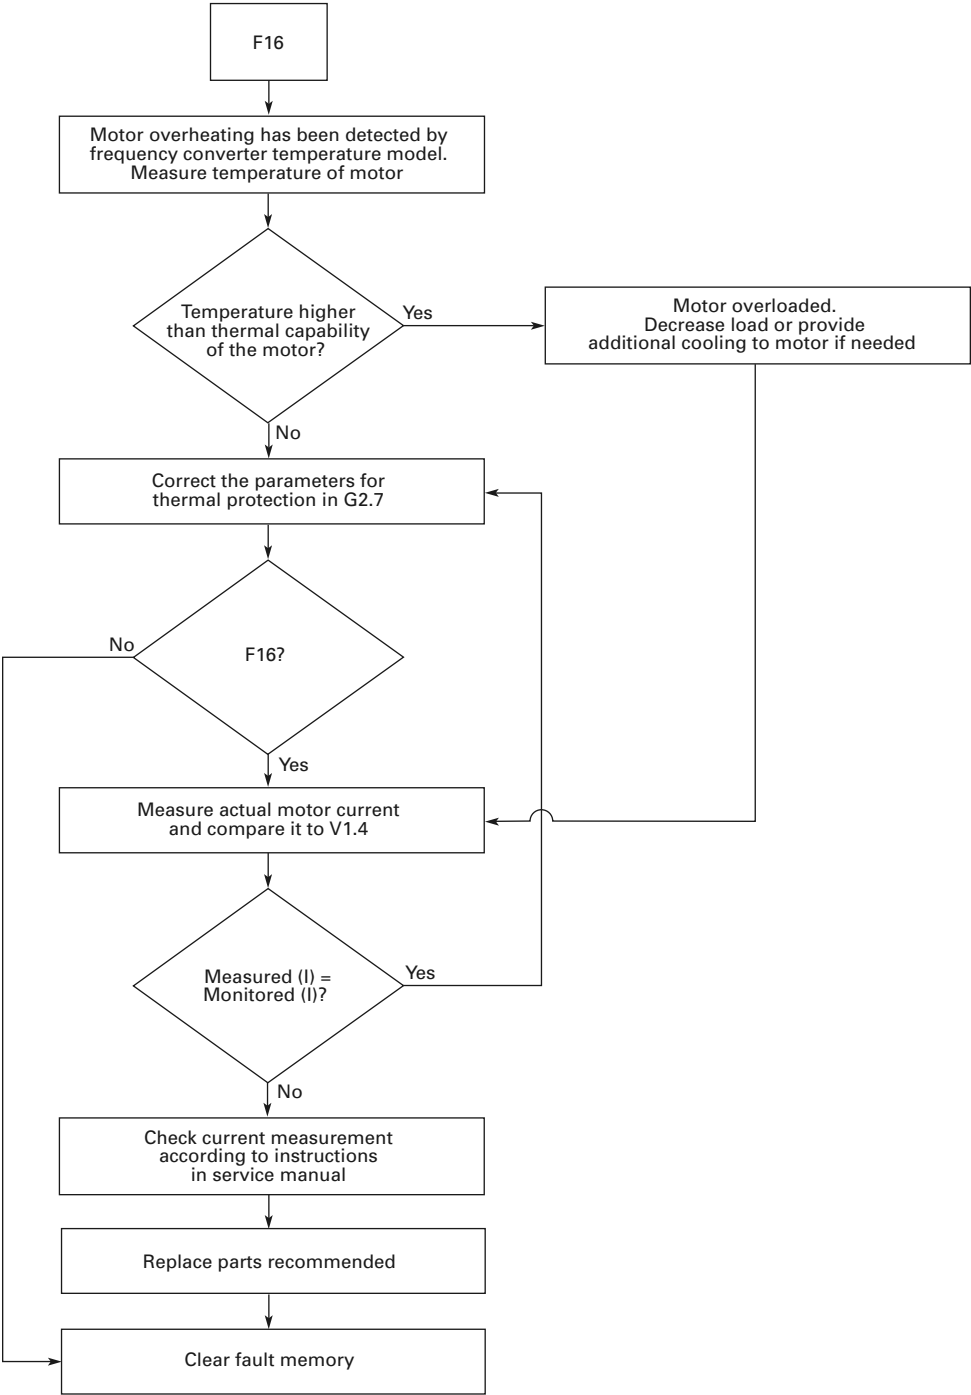 F16
Motor overheating has been detected by
frequency converter temperature model.
Measure temperature of motor
Temperature higher
than thermal capability
of the motor?
Yes
Motor overloaded.
Decrease load or provide
additional cooling to motor if needed
No
Correct the parameters for
thermal protection in G2.7
No
F16?
Yes
Measure actual motor current
and compare it to V1.4
Measured (I) =
Monitored (I)?
Yes
No
Check current measurement
according to instructions
in service manual
Replace parts recommended
Clear fault memory